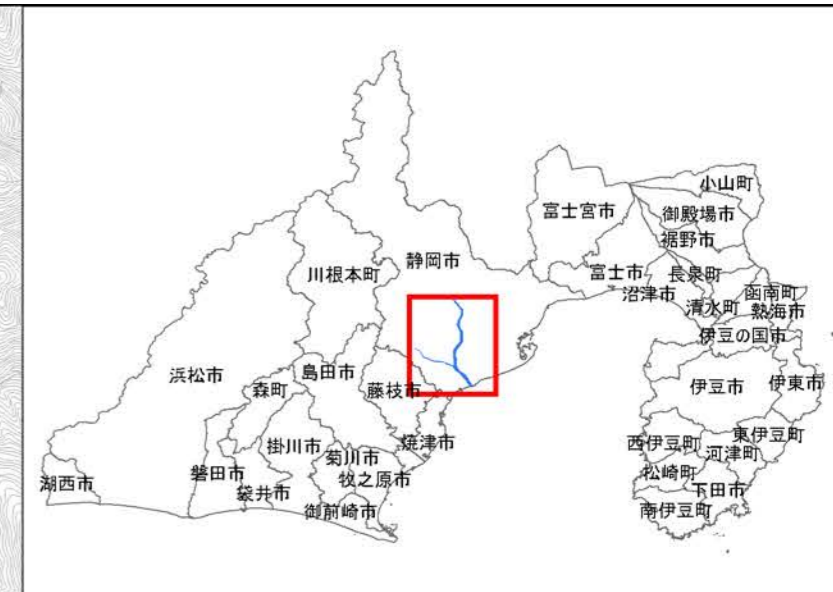 小山町
富士宮市
御殿場市
裾野市
静岡市
川根本町
富士市
長泉町
沼津市
函南町
清水町
熱海市
伊豆の国市
浜松市
島田市
森町
藤枝市
伊豆市
伊東市
掛川市
焼津市
西伊豆町
東伊豆町
菊川市
河津町
磐田市
牧之原市
松崎町
湖西市
袋井市
下田市
御前崎市
南伊豆町